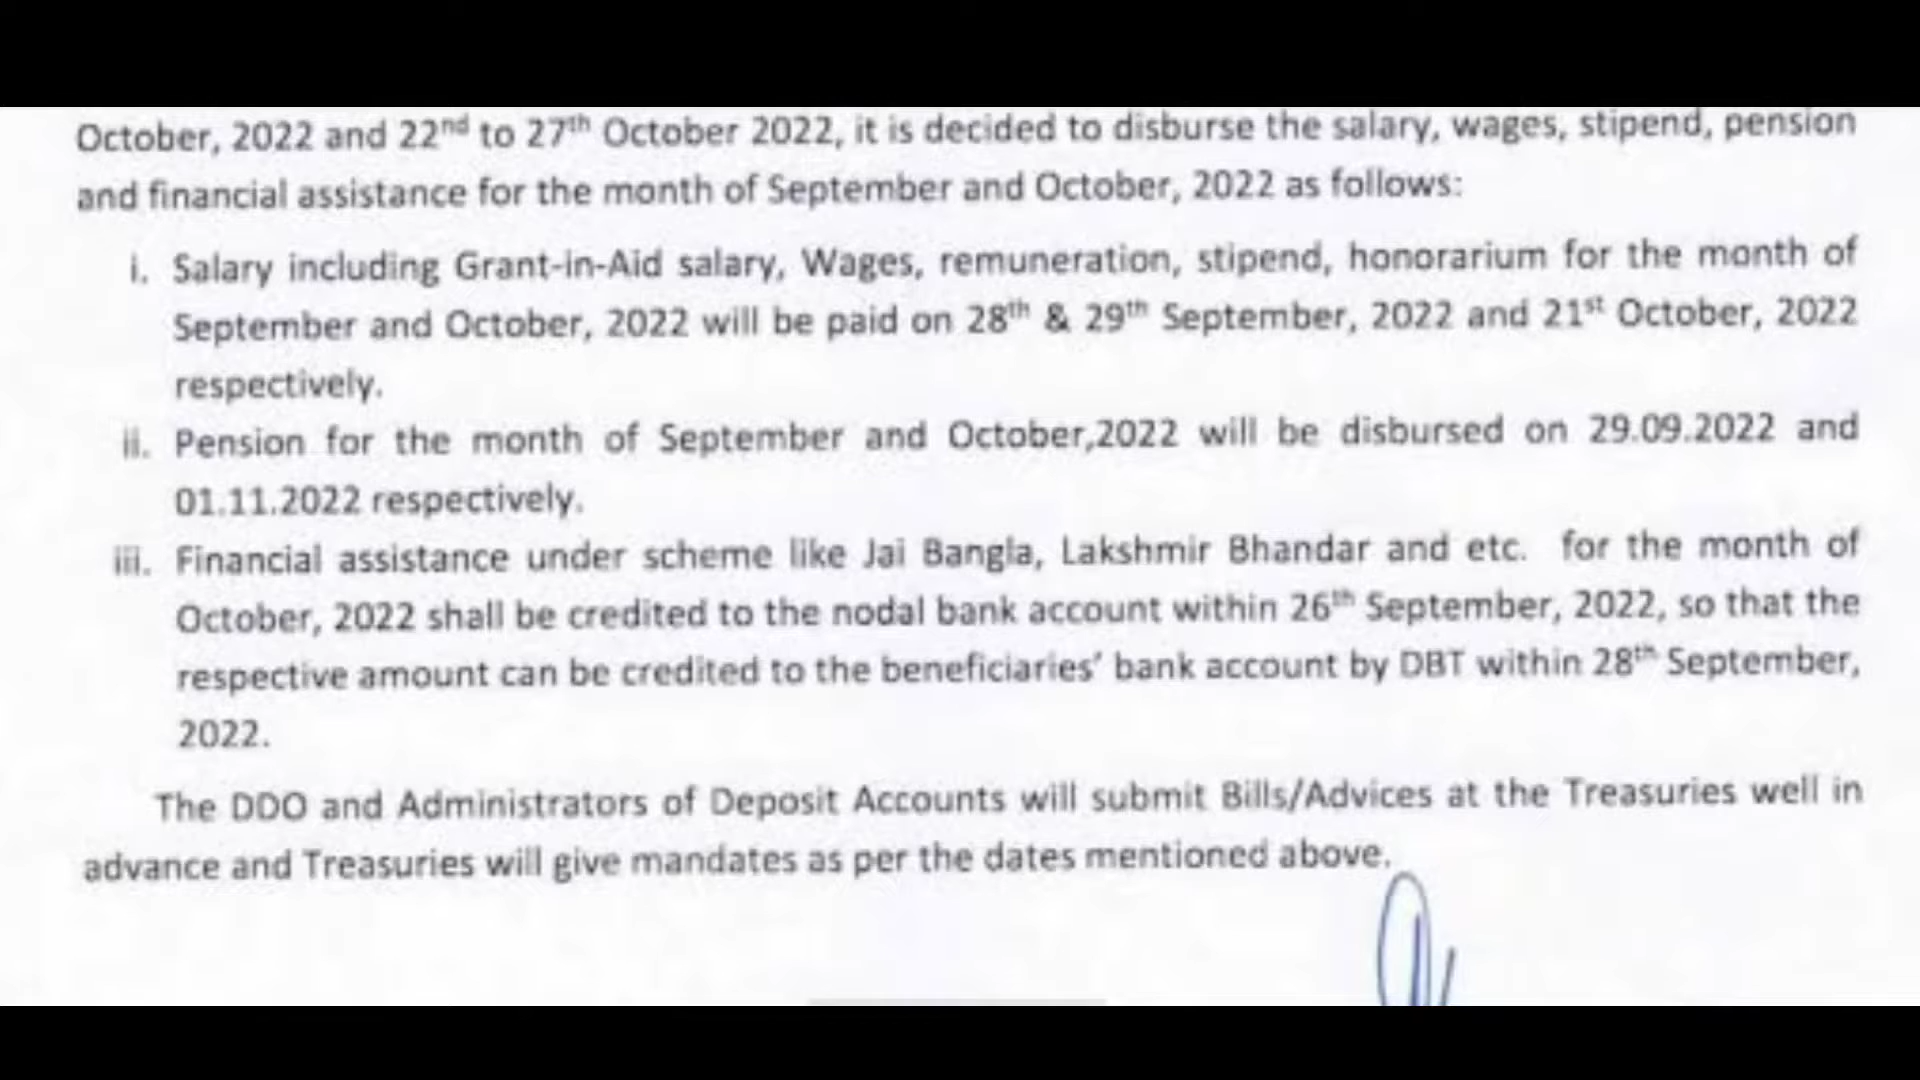 October, 2022 and 22nd to 27th October 2022, it is decided to disburse the salary, wages, stipend, pension
and financial assistance for the month of September and October, 2022 as follows:
i. Salary including Grant-in-Aid salary, Wages, remuneration, stipend, honorarium for the month of
September and October, 2022 will be paid on 28th & 29th September, 2022 and 21st October, 2022
respectively.
ii. Pension for the month of September and October,2022 will be disbursed on 29.09.2022 and
01.11.2022 respectively.
iii. Financial assistance under scheme like Jai Bangla, Lakshmir Bhandar and etc. for the month of
October, 2022 shall be credited to the nodal bank account within 26th September, 2022, so that the
respective amount can be credited to the beneficiaries' bank account by DBT within 28th September,
2022.
The DDO and Administrators of Deposit Accounts will submit Bills/Advices at the Treasuries well in
advance and Treasuries will give mandates as per the dates mentioned above.